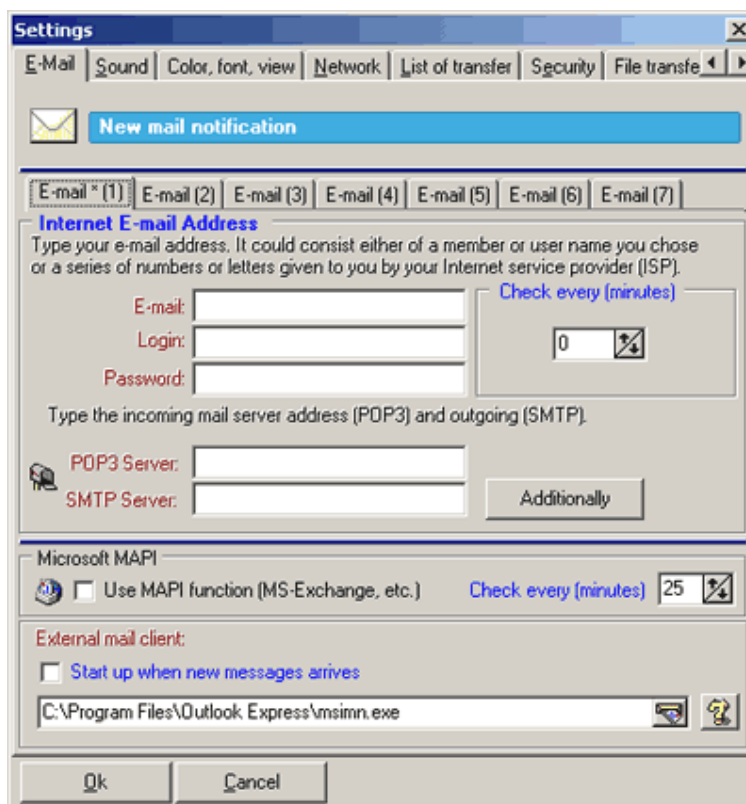 Settings
E-Mail Sound Color, font, view Network List of transfer Security File transfe
New mail notification
E-mail * (1) E-mail (2) E-mail (3) E-mail (4) E-mail (5) E-mail (6) E-mail (7)
Internet E-mail Address
Type your e-mail address. It could consist either of a member or user name you chose
or a series of numbers or letters given to you by your Internet service provider (ISP).
E-mail:
Login:
Password:
Check every (minutes)
0
Type the incoming mail server address (POP3) and outgoing (SMTP).
POP3 Server:
SMTP Server:
Additionally
Microsoft MAPI
Use MAPI function (MS-Exchange, etc.) Check every (minutes) 25
External mail client:
Start up when new messages arrives
C:\Program Files\Outlook Express\msimn.exe
Ok Cancel